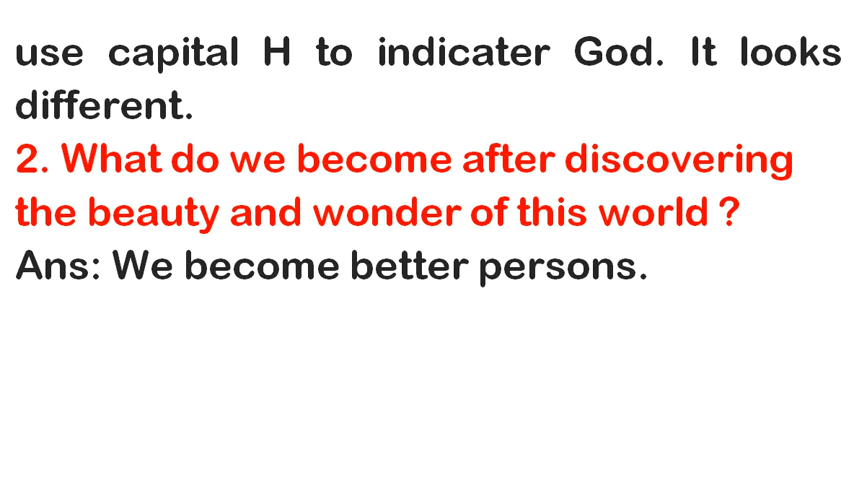 use capital H to indicater God. It looks
different.
2. What do we become after discovering
the beauty and wonder of this world ?
Ans: We become better persons.